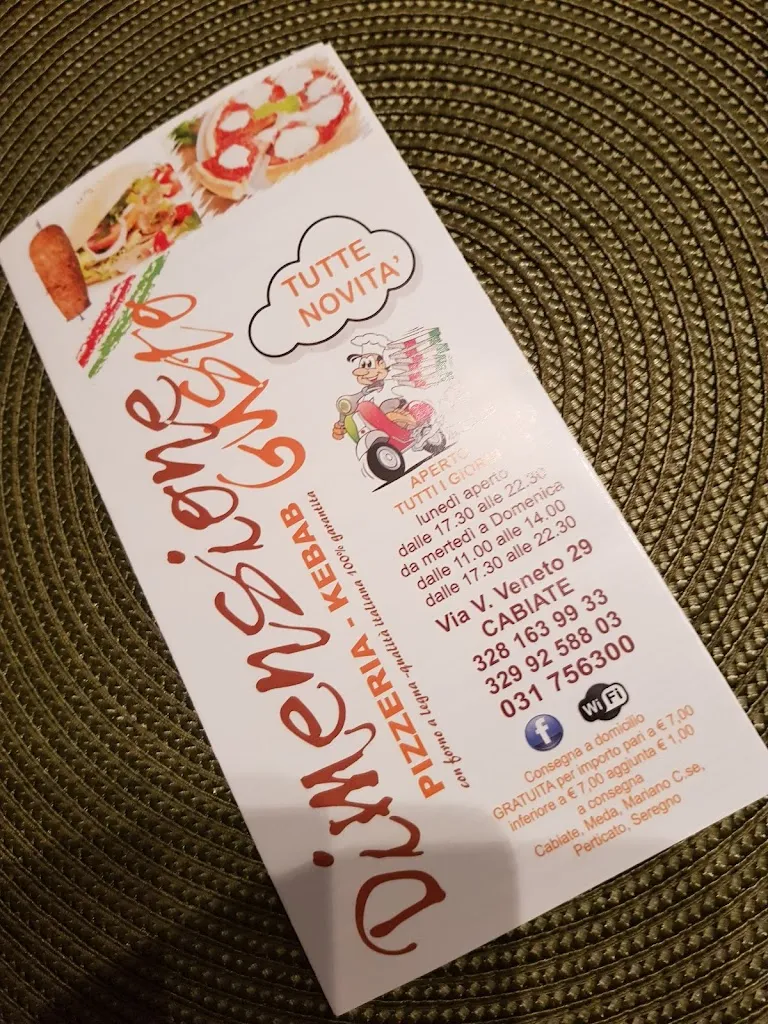 Dimensione Gusto
PIZZERIA - KEBAB
con forno a legna - qualità italiana 100% garantita
TUTTE
NOVITA'
APERTO
TUTTI I GIORNI
lunedì aperto
dalle 17.30 alle 22.30
da martedì a Domenica
dalle 11.00 alle 14.00
dalle 17.30 alle 22.30
Via V. Veneto 29
CABIATE
328 163 99 33
329 92 588 03
031 756300
f
WiFi
Consegna a domicilio
GRATUITA per importo pari a € 7,00
inferiore a € 7,00 aggiunta € 1,00
a consegna
Cabiate, Meda, Mariano C.se,
Perticato, Seregno